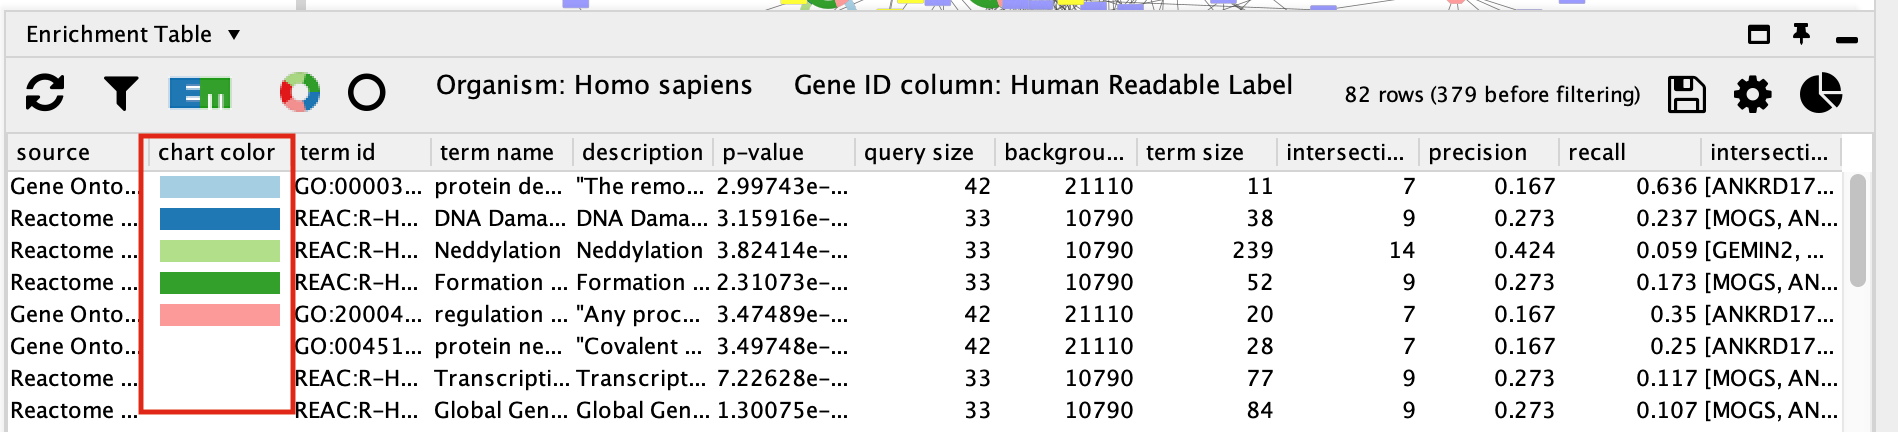 Enrichment Table ▼
EM Organism: Homo sapiens Gene ID column: Human Readable Label 82 rows (379 before filtering)
source chart color term id term name description p-value query size backgrou... term size intersecti... precision recall intersecti...
Gene Onto... GO:00003... protein de... "The remo... 2.99743e-... 42 21110 11 7 0.167 0.636 [ANKRD17...
Reactome ... REAC:R-H... DNA Dama... DNA Dama... 3.15916e-... 33 10790 38 9 0.273 0.237 [MOGS, AN...
Reactome ... REAC:R-H... Neddylation Neddylation 3.82414e-... 33 10790 239 14 0.424 0.059 [GEMIN2, ...
Reactome ... REAC:R-H... Formation ... Formation ... 2.31073e-... 33 10790 52 9 0.273 0.173 [MOGS, AN...
Gene Onto... GO:20004... regulation ... "Any proc... 3.47489e-... 42 21110 20 7 0.167 0.35 [ANKRD17...
Gene Onto... GO:00451... protein ne... "Covalent ... 3.49748e-... 42 21110 28 7 0.167 0.25 [ANKRD17...
Reactome ... REAC:R-H... Transcripti... Transcript... 7.22628e-... 33 10790 77 9 0.273 0.117 [MOGS, AN...
Reactome ... REAC:R-H... Global Gen... Global Gen... 1.30075e-... 33 10790 84 9 0.273 0.107 [MOGS, AN...